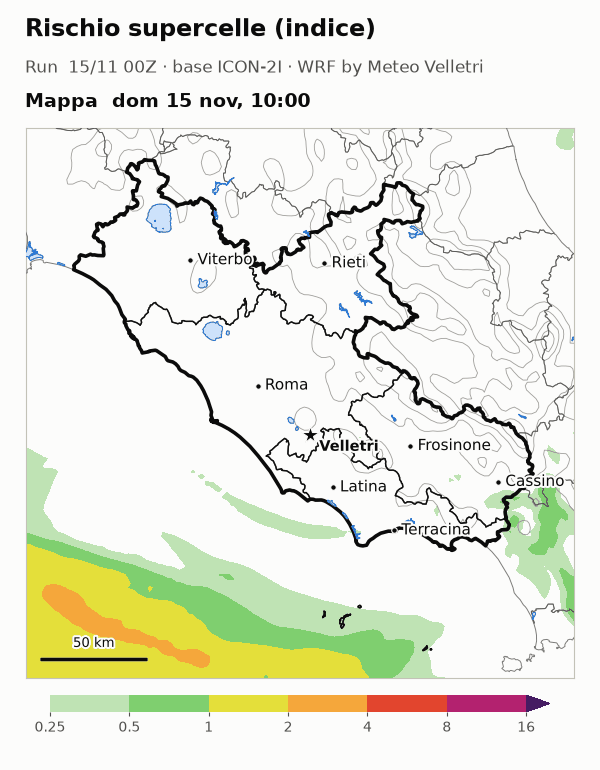 Rischio supercelle (indice)
Run 15/11 00Z · base ICON-2I · WRF by Meteo Velletri
Mappa dom 15 nov, 10:00
Viterbo
Rieti
Roma
Velletri
Frosinone
Cassino
Latina
Terracina
50 km
0.25 0.5 1 2 4 8 16